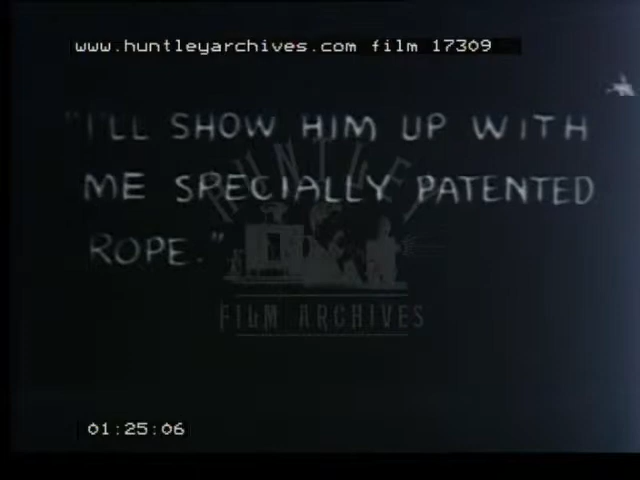 www.huntleyarchives.com film 17309
"I'LL SHOW HIM UP WITH
ME SPECIALLY PATENTED
ROPE."
HUNTLEY
FILM ARCHIVES
01:25:06